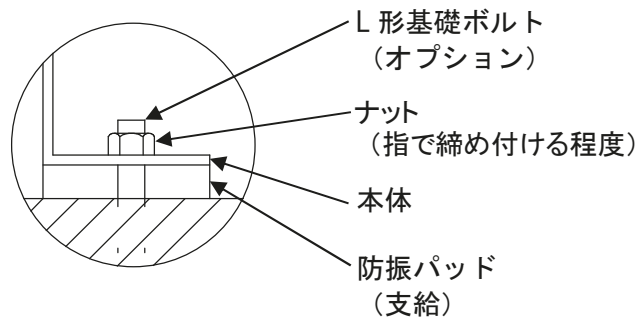 L 形基礎ボルト
（オプション）
ナット
（指で締め付ける程度）
本体
防振パッド
（支給）